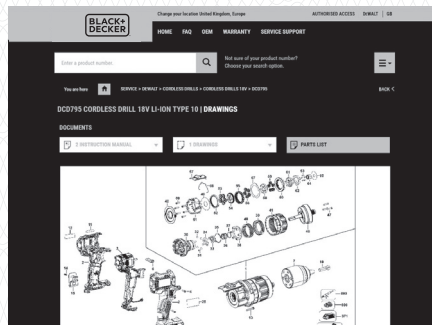 BLACK+
DECKER
Change your location United Kingdom, Europe
AUTHORISED ACCESS
DEWALT
GB
HOME
FAQ
OEM
WARRANTY
SERVICE SUPPORT
Enter a product number.
Not sure of your product number?
Choose your search option.
You are here
SERVICE > DEWALT > CORDLESS DRILLS > CORDLESS DRILLS 18V > DCD795
BACK <
DCD795 CORDLESS DRILL 18V LI-ION TYPE 10 | DRAWINGS
DOCUMENTS
2 INSTRUCTION MANUAL
1 DRAWINGS
PARTS LIST